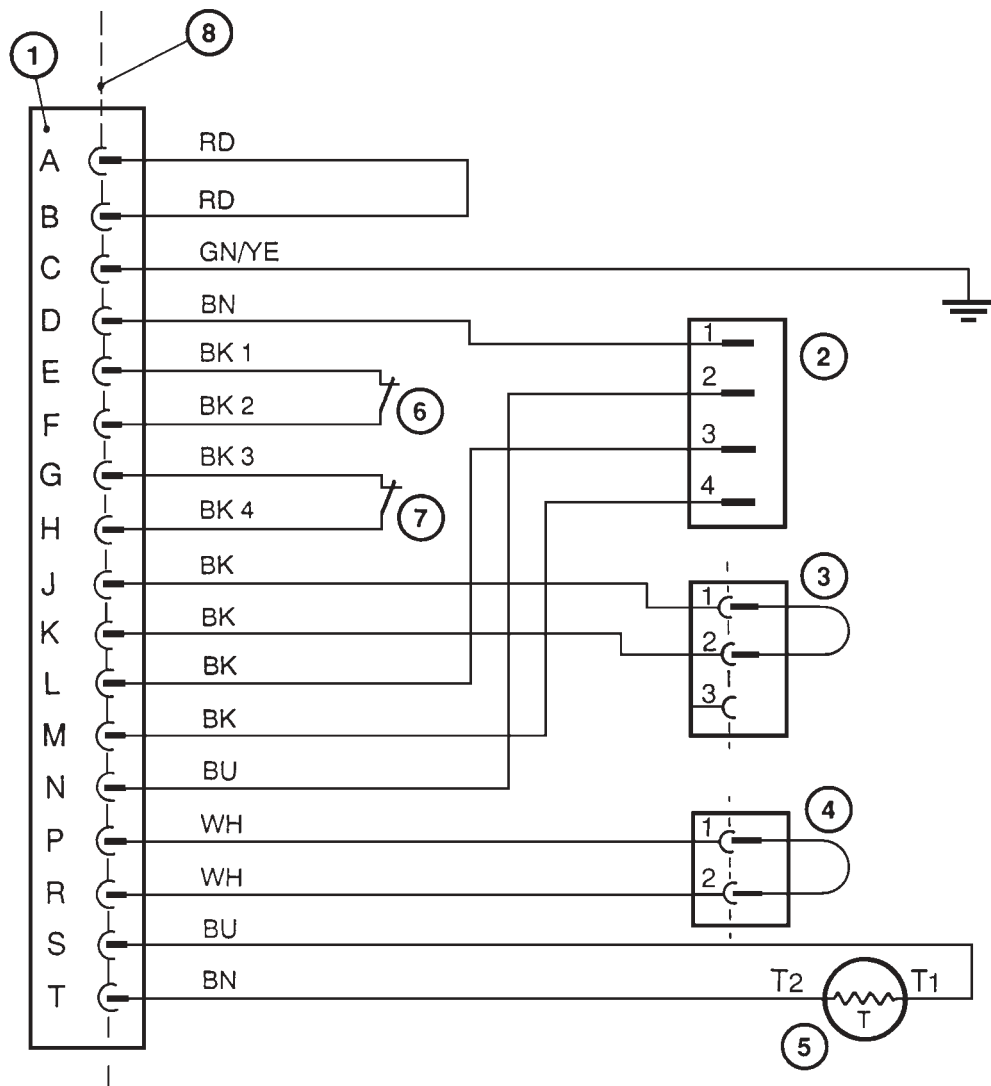 8
1
A RD
B RD
C GN/YE
D BN
1
2
E BK 1
2
F BK 2
6
3
G BK 3
4
H BK 4
7
3
J BK
1
K BK
2
L BK
3
M BK
N BU
4
P WH
1
R WH
2
S BU
T BN
T2 T1
T
5